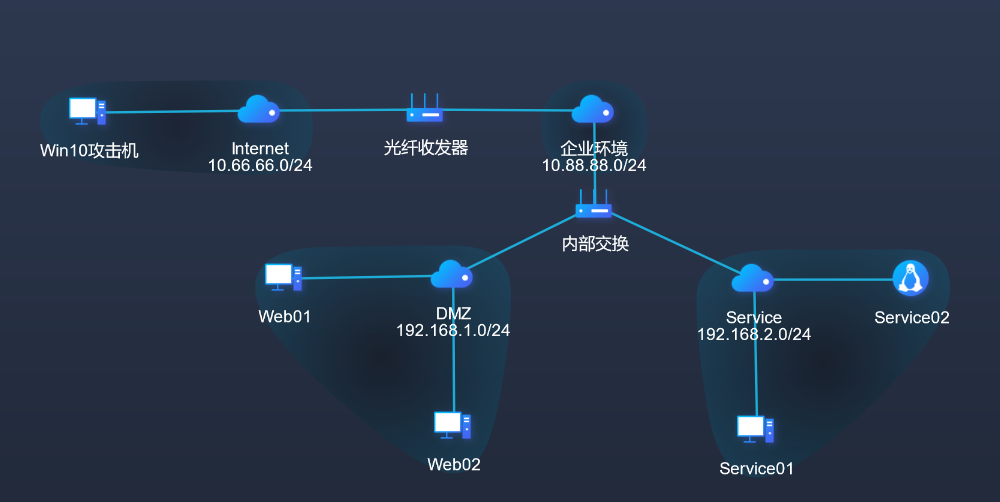 Win10攻击机
Internet
10.66.66.0/24
光纤收发器
企业环境
10.88.88.0/24
内部交换
Web01
DMZ
192.168.1.0/24
Service
192.168.2.0/24
Service02
Web02
Service01